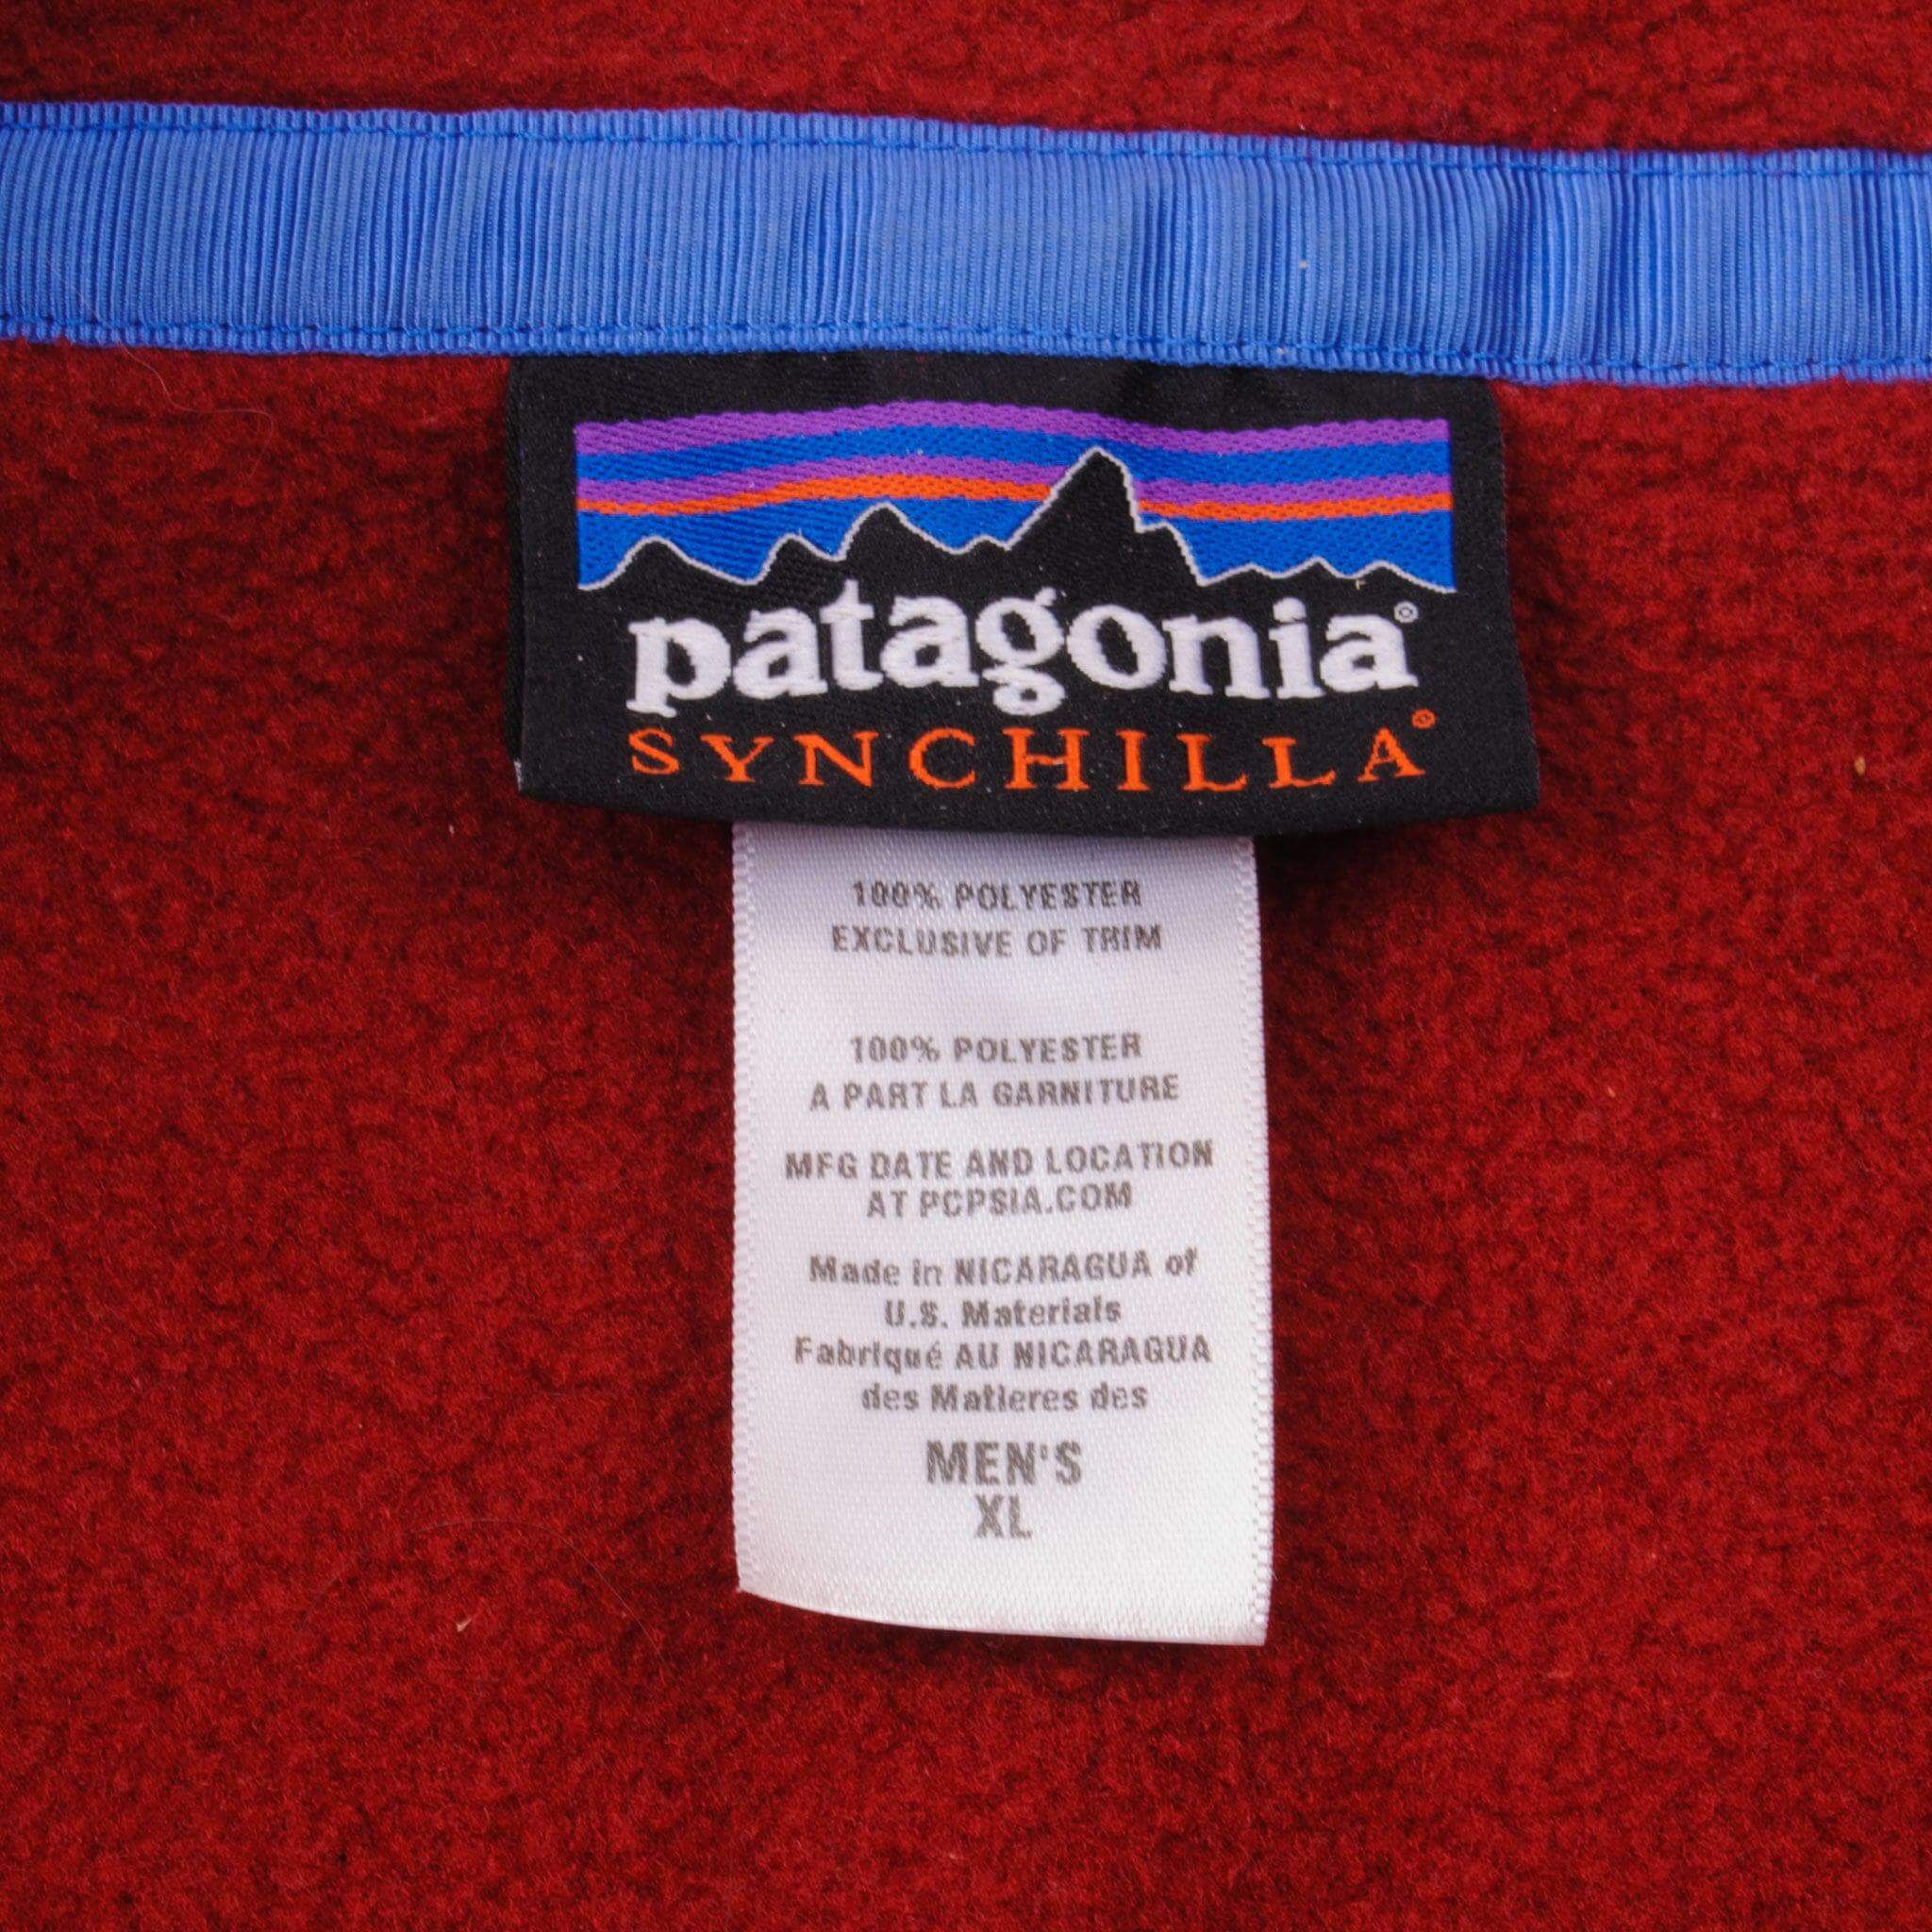 patagonia®
SYNCHILLA®
100% POLYESTER
EXCLUSIVE OF TRIM
100% POLYESTER
A PART LA GARNITURE
MFG DATE AND LOCATION
AT PCPSIA.COM
Made in NICARAGUA of
U.S. Materials
Fabriqué AU NICARAGUA
des Matieres des
MEN'S
XL